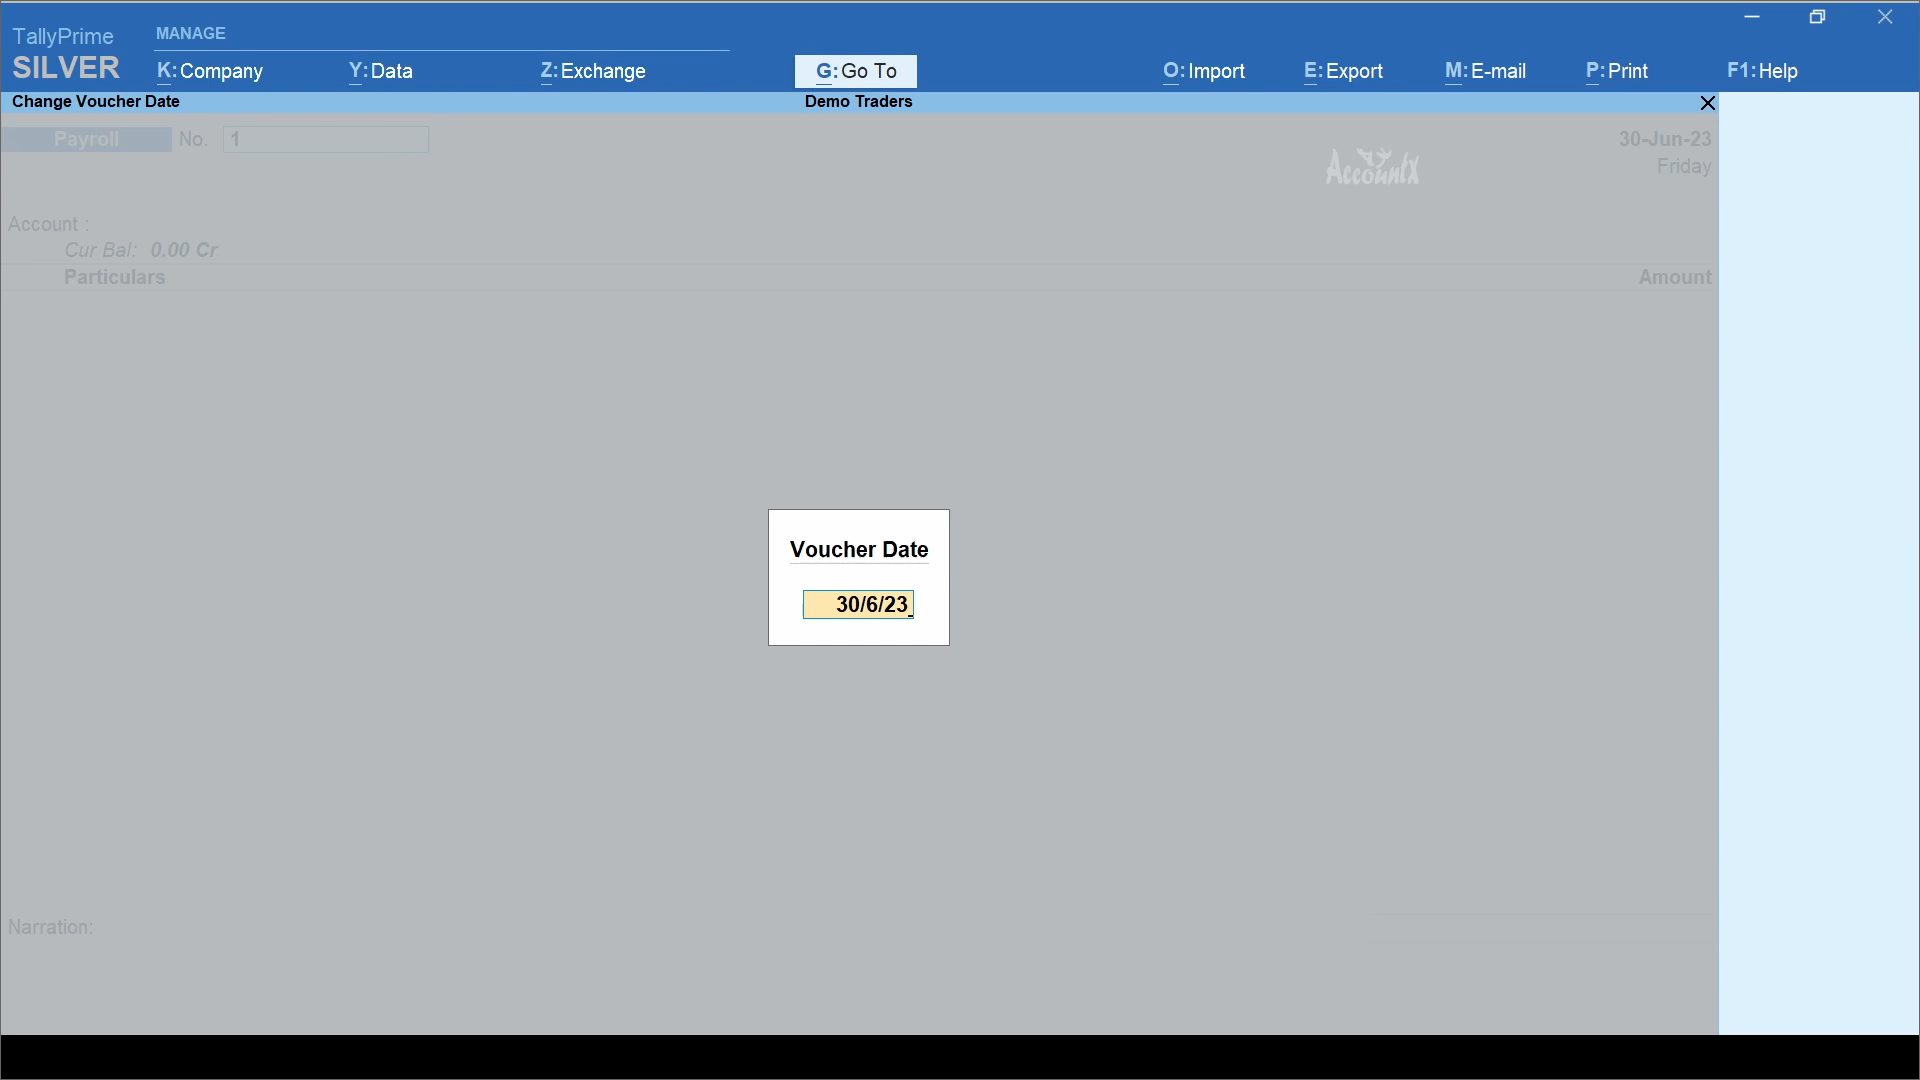 TallyPrime
SILVER
MANAGE
K:Company Y:Data Z:Exchange G:Go To O:Import E:Export M:E-mail P:Print F1:Help
Change Voucher Date Demo Traders
Payroll No. 1 30-Jun-23
Friday
AccountX
Account :
Cur Bal: 0.00 Cr
Particulars Amount
Voucher Date
30/6/23
Narration: